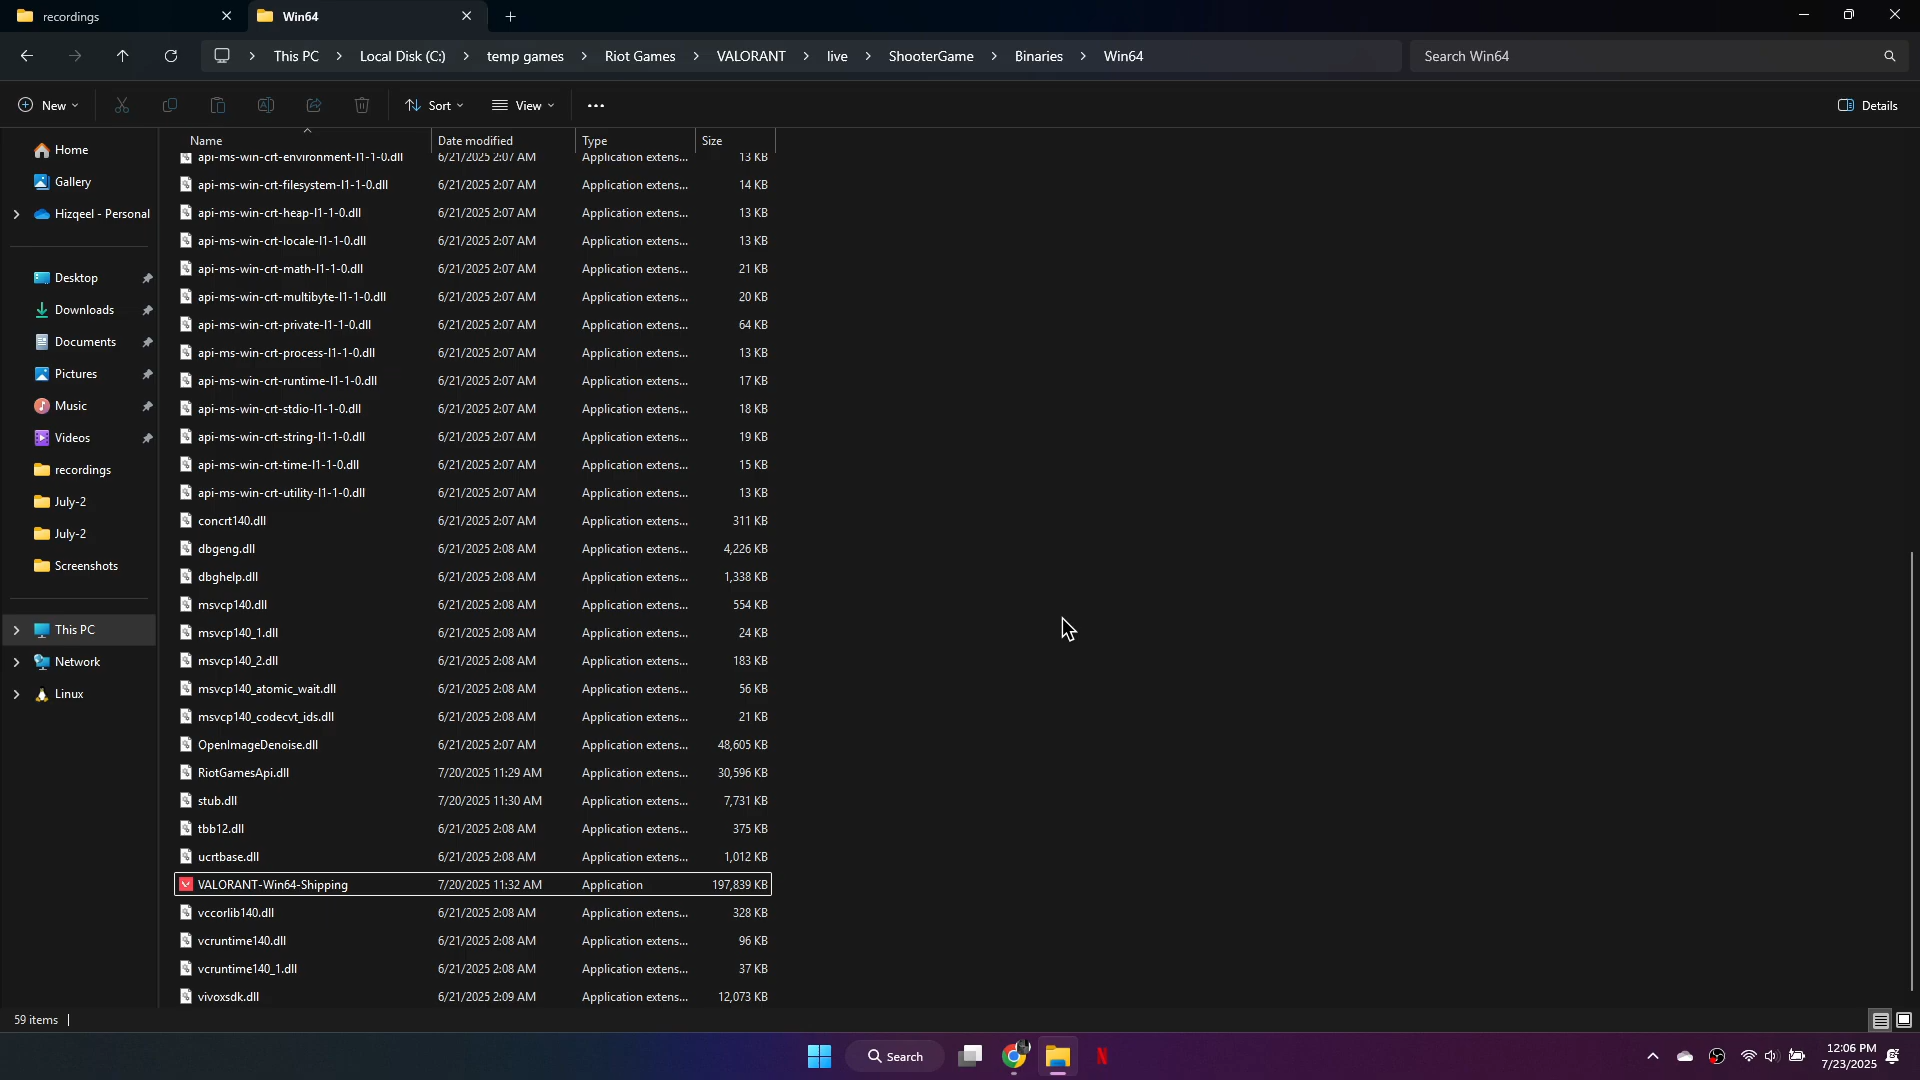 recordings
Win64
This PC > Local Disk (C:) > temp games > Riot Games > VALORANT > live > ShooterGame > Binaries > Win64
Search Win64
New Sort View Details
Name Date modified Type Size
Home
Gallery
Hizqeel - Personal
Desktop
Downloads
Documents
Pictures
Music
Videos
recordings
July-2
July-2
Screenshots
This PC
Network
Linux
api-ms-win-crt-environment-l1-1-0.dll 6/21/2025 2:07 AM Application extens... 13 KB
api-ms-win-crt-filesystem-l1-1-0.dll 6/21/2025 2:07 AM Application extens... 14 KB
api-ms-win-crt-heap-l1-1-0.dll 6/21/2025 2:07 AM Application extens... 13 KB
api-ms-win-crt-locale-l1-1-0.dll 6/21/2025 2:07 AM Application extens... 13 KB
api-ms-win-crt-math-l1-1-0.dll 6/21/2025 2:07 AM Application extens... 21 KB
api-ms-win-crt-multibyte-l1-1-0.dll 6/21/2025 2:07 AM Application extens... 20 KB
api-ms-win-crt-private-l1-1-0.dll 6/21/2025 2:07 AM Application extens... 64 KB
api-ms-win-crt-process-l1-1-0.dll 6/21/2025 2:07 AM Application extens... 13 KB
api-ms-win-crt-runtime-l1-1-0.dll 6/21/2025 2:07 AM Application extens... 17 KB
api-ms-win-crt-stdio-l1-1-0.dll 6/21/2025 2:07 AM Application extens... 18 KB
api-ms-win-crt-string-l1-1-0.dll 6/21/2025 2:07 AM Application extens... 19 KB
api-ms-win-crt-time-l1-1-0.dll 6/21/2025 2:07 AM Application extens... 15 KB
api-ms-win-crt-utility-l1-1-0.dll 6/21/2025 2:07 AM Application extens... 13 KB
concrt140.dll 6/21/2025 2:07 AM Application extens... 311 KB
dbgeng.dll 6/21/2025 2:08 AM Application extens... 4,226 KB
dbghelp.dll 6/21/2025 2:08 AM Application extens... 1,338 KB
msvcp140.dll 6/21/2025 2:08 AM Application extens... 554 KB
msvcp140_1.dll 6/21/2025 2:08 AM Application extens... 24 KB
msvcp140_2.dll 6/21/2025 2:08 AM Application extens... 183 KB
msvcp140_atomic_wait.dll 6/21/2025 2:08 AM Application extens... 56 KB
msvcp140_codecvt_ids.dll 6/21/2025 2:08 AM Application extens... 21 KB
OpenImageDenoise.dll 6/21/2025 2:07 AM Application extens... 48,605 KB
RiotGamesApi.dll 7/20/2025 11:29 AM Application extens... 30,596 KB
stub.dll 7/20/2025 11:30 AM Application extens... 7,731 KB
tbb12.dll 6/21/2025 2:08 AM Application extens... 375 KB
ucrtbase.dll 6/21/2025 2:08 AM Application extens... 1,012 KB
VALORANT-Win64-Shipping 7/20/2025 11:32 AM Application 197,839 KB
vccorlib140.dll 6/21/2025 2:08 AM Application extens... 328 KB
vcruntime140.dll 6/21/2025 2:08 AM Application extens... 96 KB
vcruntime140_1.dll 6/21/2025 2:08 AM Application extens... 37 KB
vivoxsdk.dll 6/21/2025 2:09 AM Application extens... 12,073 KB
59 items
Search
12:06 PM
7/23/2025